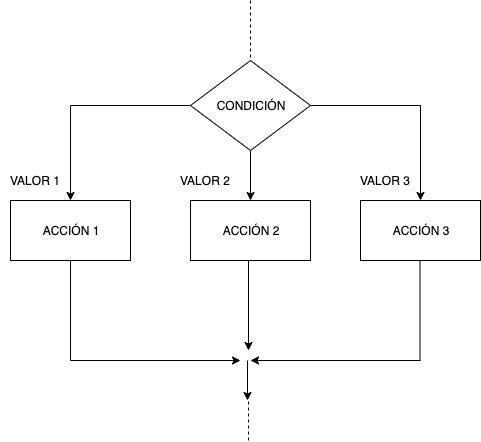 CONDICIÓN
VALOR 1
VALOR 2
VALOR 3
ACCIÓN 1
ACCIÓN 2
ACCIÓN 3